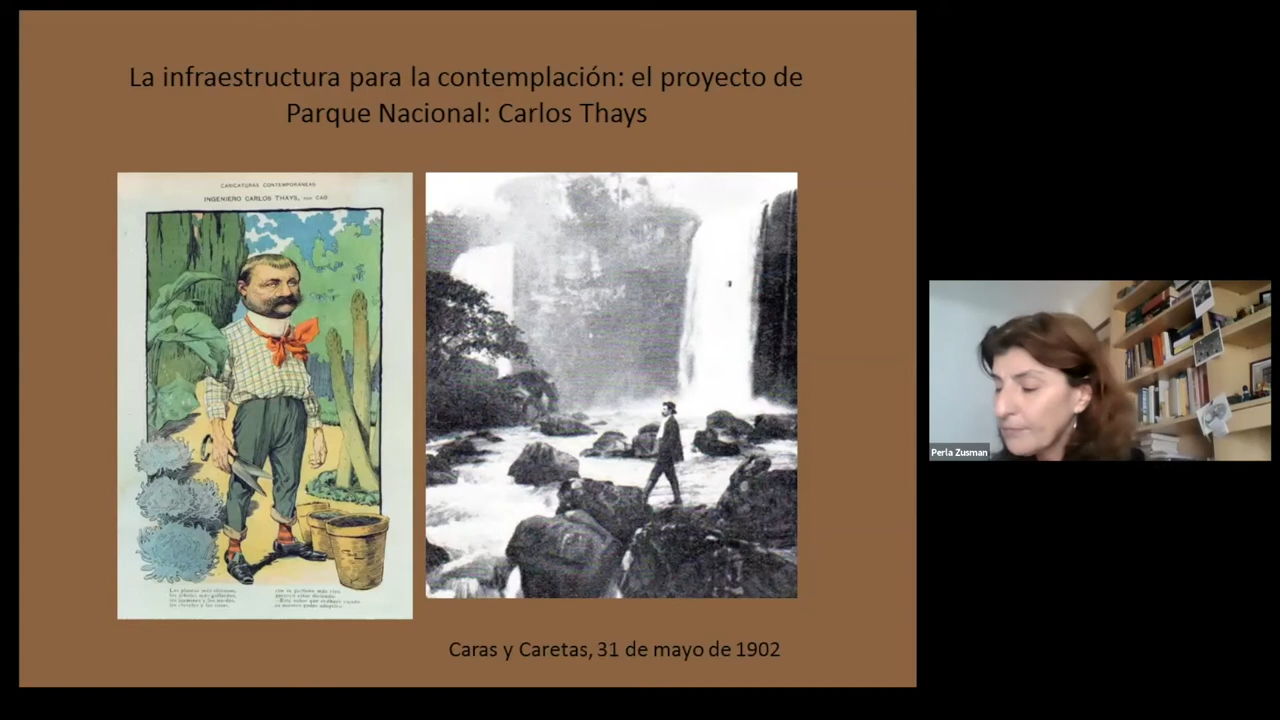 La infraestructura para la contemplación: el proyecto de
Parque Nacional: Carlos Thays
CARICATURAS CONTEMPORÁNEAS
INGENIERO CARLOS THAYS, POR CAO
Caras y Caretas, 31 de mayo de 1902
Perla Zusman